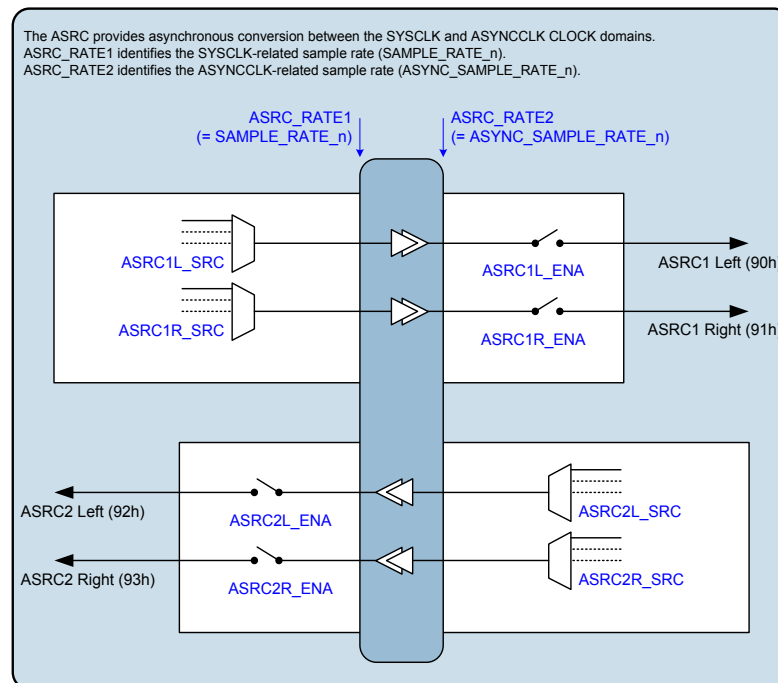 The ASRC provides asynchronous conversion between the SYSCLK and ASYNCCLK CLOCK domains.
ASRC_RATE1 identifies the SYSCLK-related sample rate (SAMPLE_RATE_n).
ASRC_RATE2 identifies the ASYNCCLK-related sample rate (ASYNC_SAMPLE_RATE_n).
ASRC_RATE1
(= SAMPLE_RATE_n)
ASRC_RATE2
(= ASYNC_SAMPLE_RATE_n)
ASRC1L_SRC
ASRC1L_ENA
ASRC1 Left (90h)
ASRC1R_SRC
ASRC1R_ENA
ASRC1 Right (91h)
ASRC2 Left (92h)
ASRC2L_ENA
ASRC2L_SRC
ASRC2 Right (93h)
ASRC2R_ENA
ASRC2R_SRC